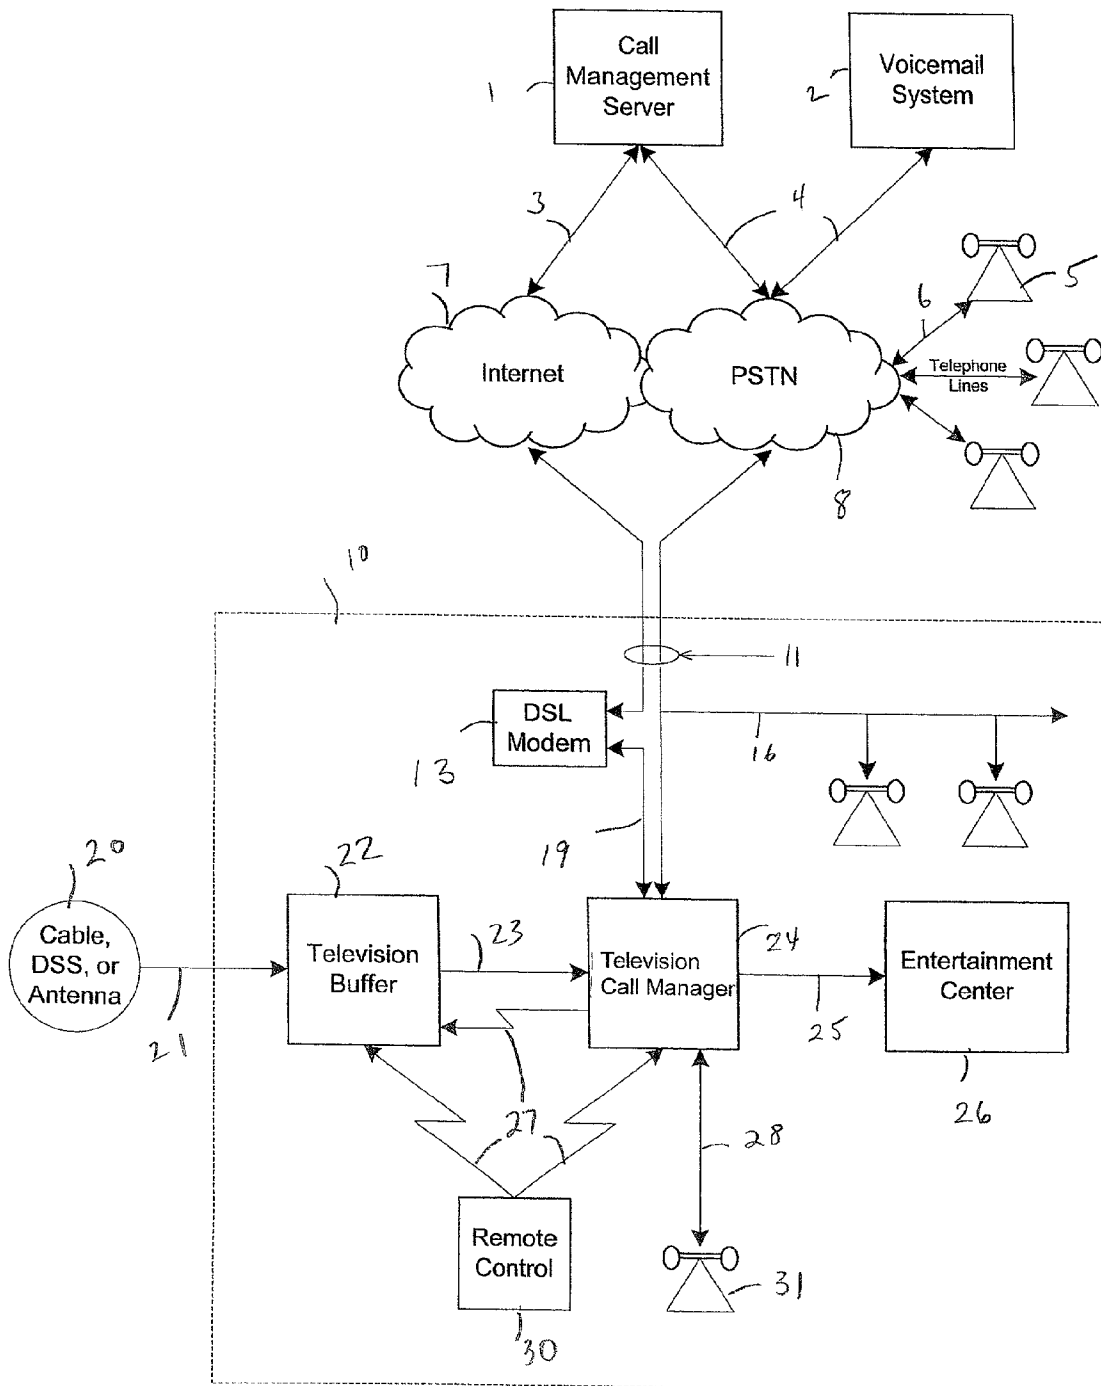 Call
Management
Server
1
Voicemail
System
2
3
4
5
6
7
Internet
PSTN
Telephone
Lines
8
10
11
DSL
Modem
13
16
19
20
Cable,
DSS, or
Antenna
21
22
Television
Buffer
23
Television
Call Manager
24
25
Entertainment
Center
26
27
28
Remote
Control
30
31